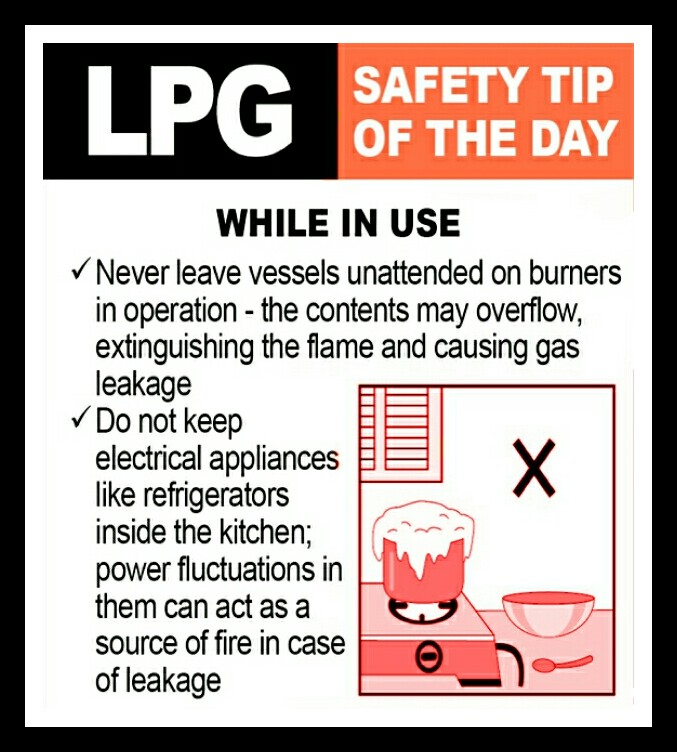 LPG
SAFETY TIP
OF THE DAY
WHILE IN USE
✓ Never leave vessels unattended on burners
in operation - the contents may overflow,
extinguishing the flame and causing gas
leakage
✓ Do not keep
electrical appliances
like refrigerators
inside the kitchen;
power fluctuations in
them can act as a
source of fire in case
of leakage
X